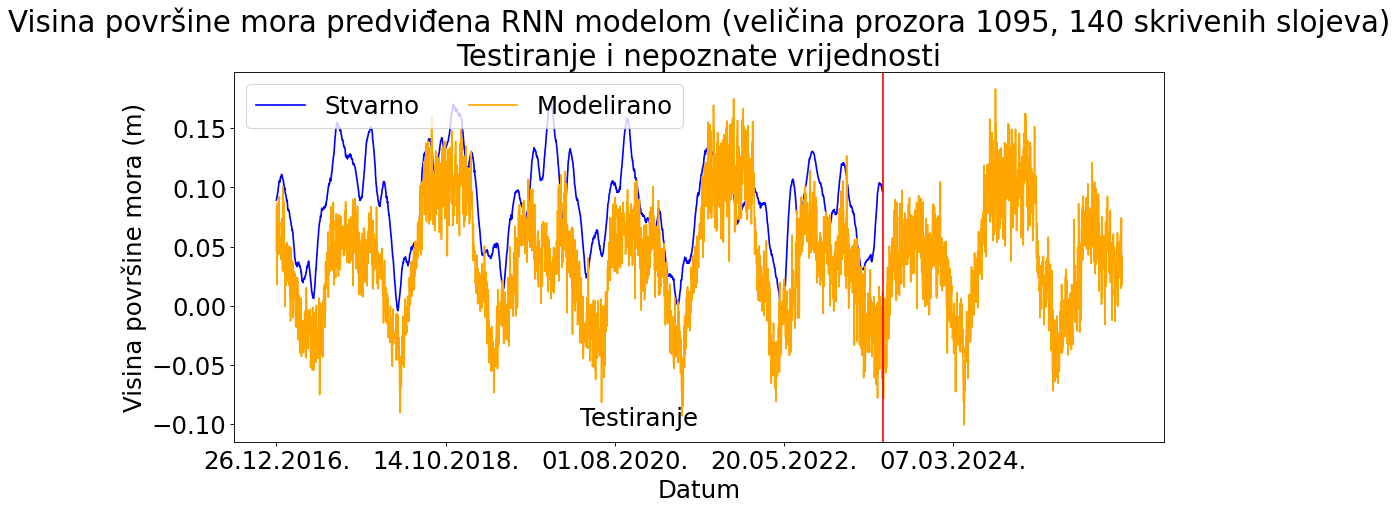 Visina površine mora predviđena RNN modelom (veličina prozora 1095, 140 skrivenih slojeva)
Testiranje i nepoznate vrijednosti
Stvarno
Modelirano
Visina površine mora (m)
0.15
0.10
0.05
0.00
−0.05
−0.10
Testiranje
26.12.2016.
14.10.2018.
01.08.2020.
20.05.2022.
07.03.2024.
Datum